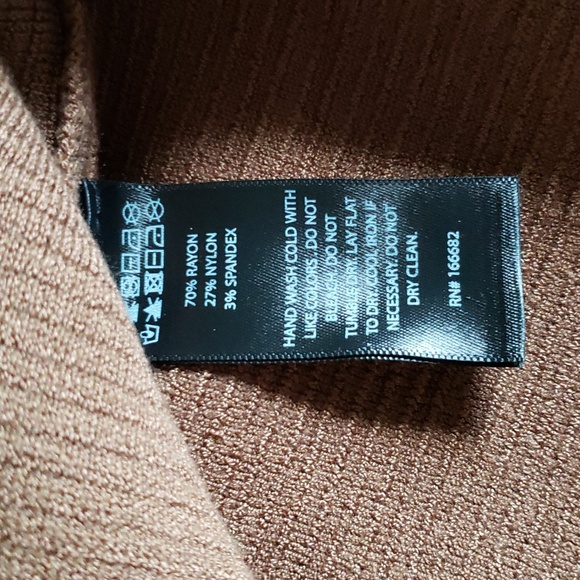 70% RAYON
27% NYLON
3% SPANDEX
HAND WASH COLD WITH
LIKE COLORS . DO NOT
BLEACH. DO NOT
TUMBLE DRY. LAY FLAT
TO DRY. COOL IRON IF
NECESSARY. DO NOT
DRY CLEAN.
RN# 166682